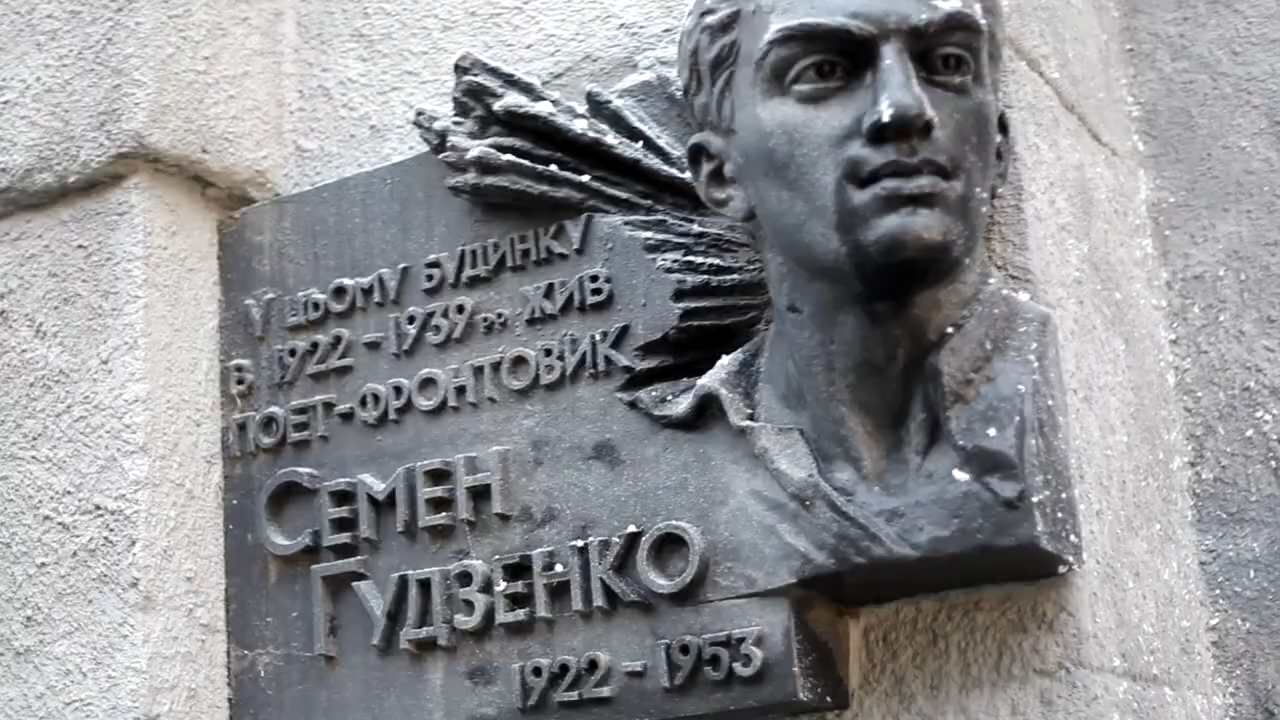 У ЦЬОМУ БУДИНКУ
В 1922-1939 рр. ЖИВ
ПОЕТ-ФРОНТОВИК
СЕМЕН
ГУДЗЕНКО
1922-1953